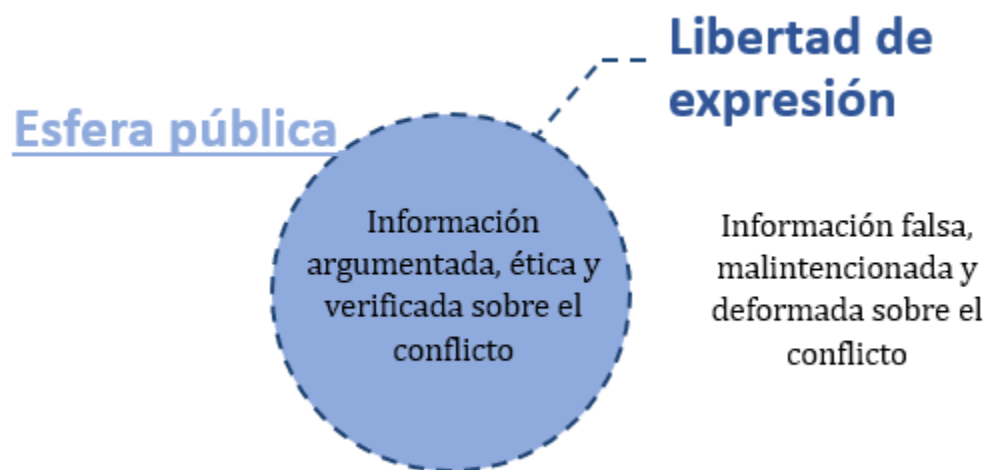 Libertad de
expresión
Esfera pública
Información
argumentada, ética y
verificada sobre el
conflicto
Información falsa,
malintencionada y
deformada sobre el
conflicto